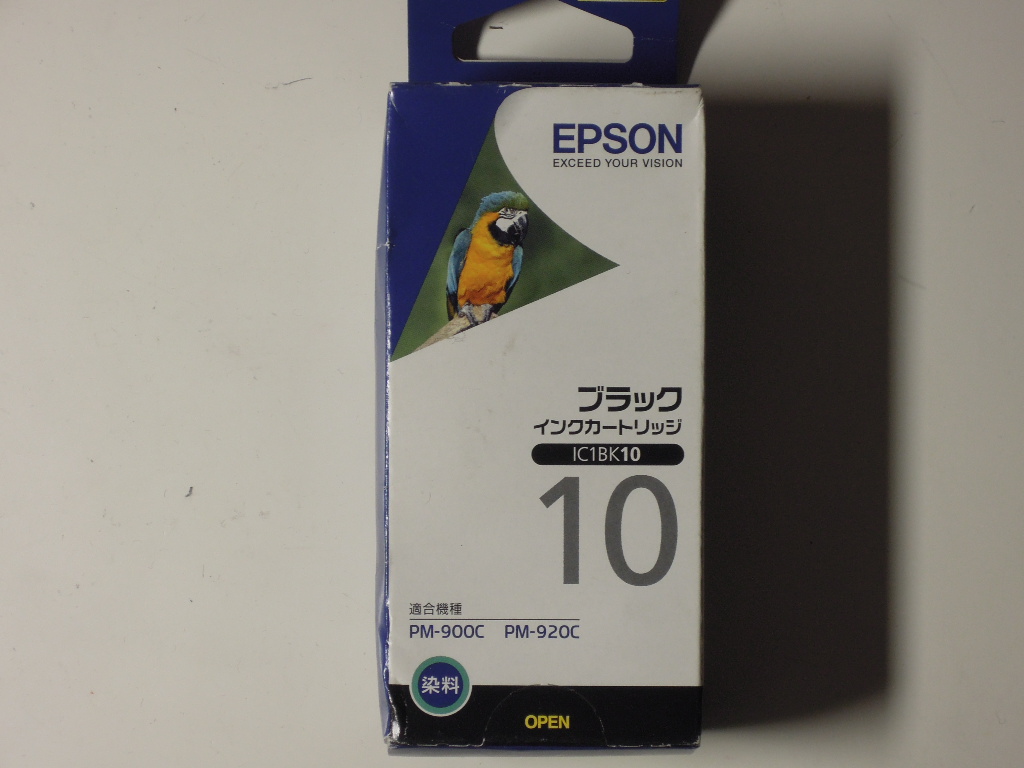 EPSON
EXCEED YOUR VISION
ブラック
インクカートリッジ
IC1BK10
10
適合機種
PM-900C PM-920C
染料
OPEN